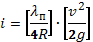 i = [λп/4R] · [v²/2g]